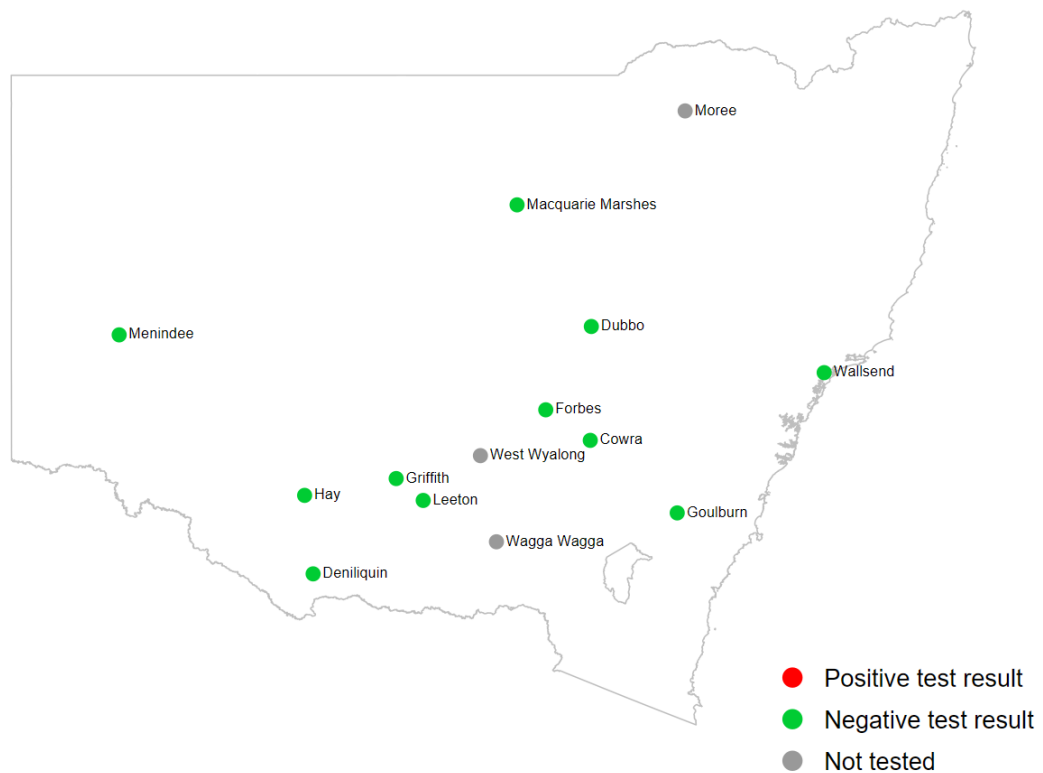 Moree
Macquarie Marshes
Dubbo
Menindee
Wallsend
Forbes
Cowra
West Wyalong
Griffith
Hay
Leeton
Goulburn
Wagga Wagga
Deniliquin
Positive test result
Negative test result
Not tested